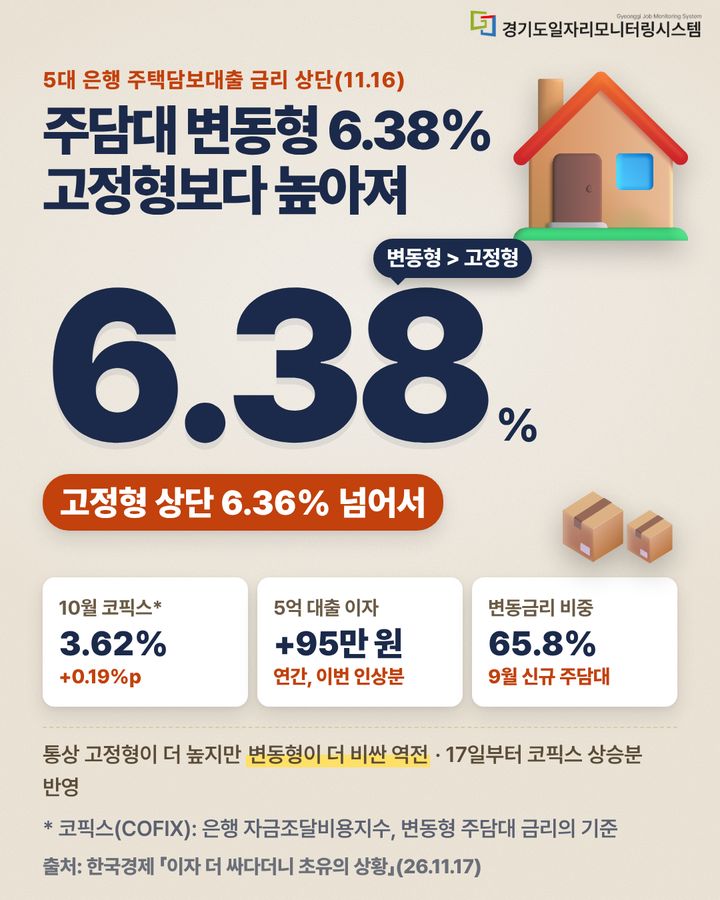 Gyeonggi Job Monitoring System
경기도일자리모니터링시스템
5대 은행 주택담보대출 금리 상단(11.16)
주담대 변동형 6.38%
고정형보다 높아져
변동형 > 고정형
6.38%
고정형 상단 6.36% 넘어서
10월 코픽스*
3.62%
+0.19%p
5억 대출 이자
+95만 원
연간, 이번 인상분
변동금리 비중
65.8%
9월 신규 주담대
통상 고정형이 더 높지만 변동형이 더 비싼 역전 · 17일부터 코픽스 상승분
반영
* 코픽스(COFIX): 은행 자금조달비용지수, 변동형 주담대 금리의 기준
출처: 한국경제 『이자 더 싸다더니 초유의 상황』(26.11.17)